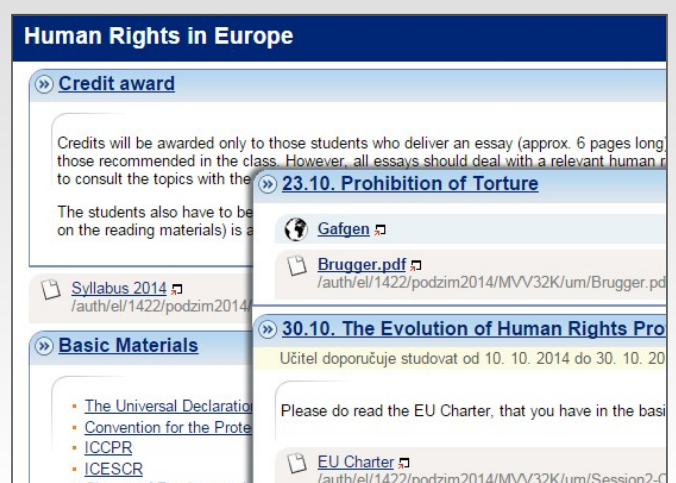 Human Rights in Europe
Credit award
Credits will be awarded only to those students who deliver an essay (approx. 6 pages long)
those recommended in the class. However, all essays should deal with a relevant human
to consult the topics with the
The students also have to be
on the reading materials) is
Syllabus 2014
/auth/el/1422/podzim2014/
Basic Materials
The Universal Declaration
Convention for the Prote
ICCPR
ICESCR
23.10. Prohibition of Torture
Gafgen
Brugger.pdf
/auth/el/1422/podzim2014/MVV32K/um/Brugger.pd
30.10. The Evolution of Human Rights Pro
Učitel doporučuje studovat od 10. 10. 2014 do 30. 10. 20
Please do read the EU Charter, that you have in the basi
EU Charter
/auth/el/1422/podzim2014/MVV32K/um/Session2-C